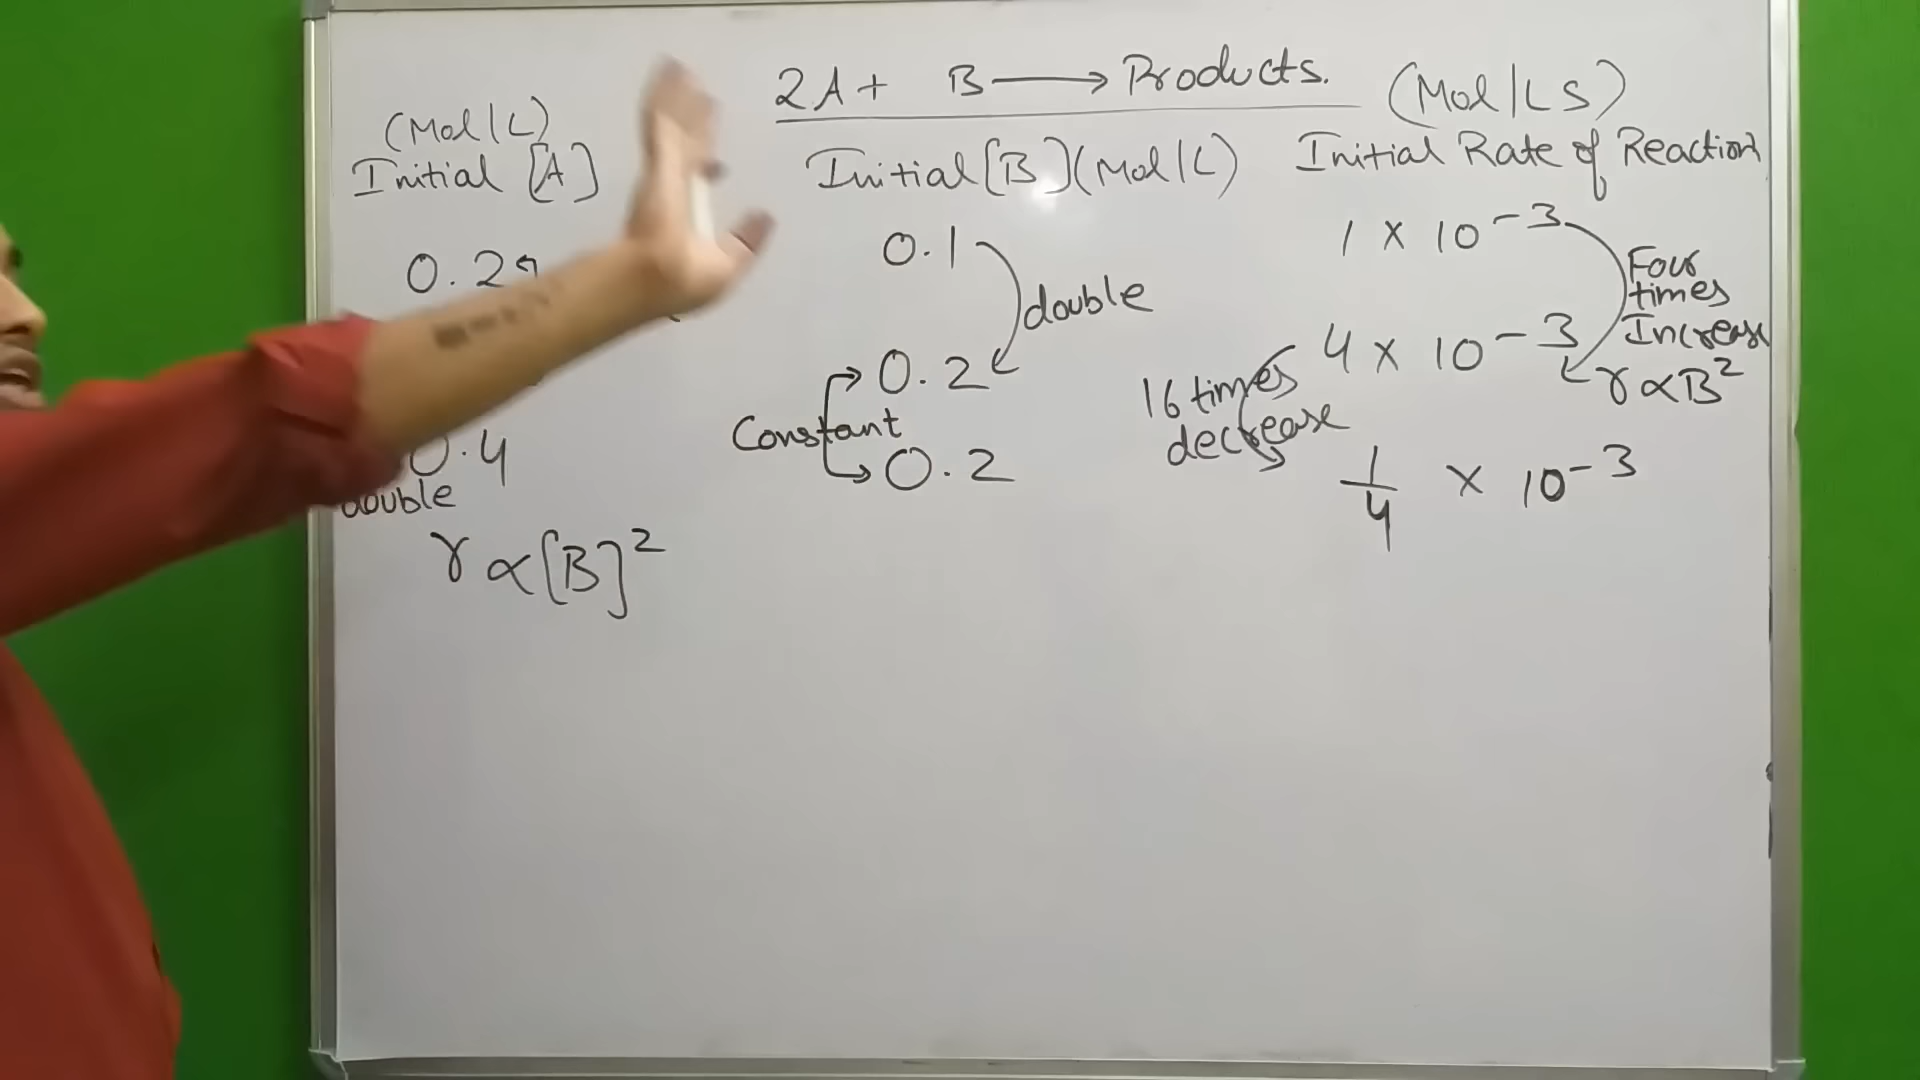 2A + B ⟶ Products.
(Mol/L) (Mol/LS)
Initial [A] Initial [B] (Mol/L) Initial Rate of Reaction
0.2 0.1 1 × 10⁻³
double
Four
times
Increase
0.2 4 × 10⁻³
r ∝ B²
16 times
decrease
Constant
0.4 0.2 1/4 × 10⁻³
double
r ∝ [B]²